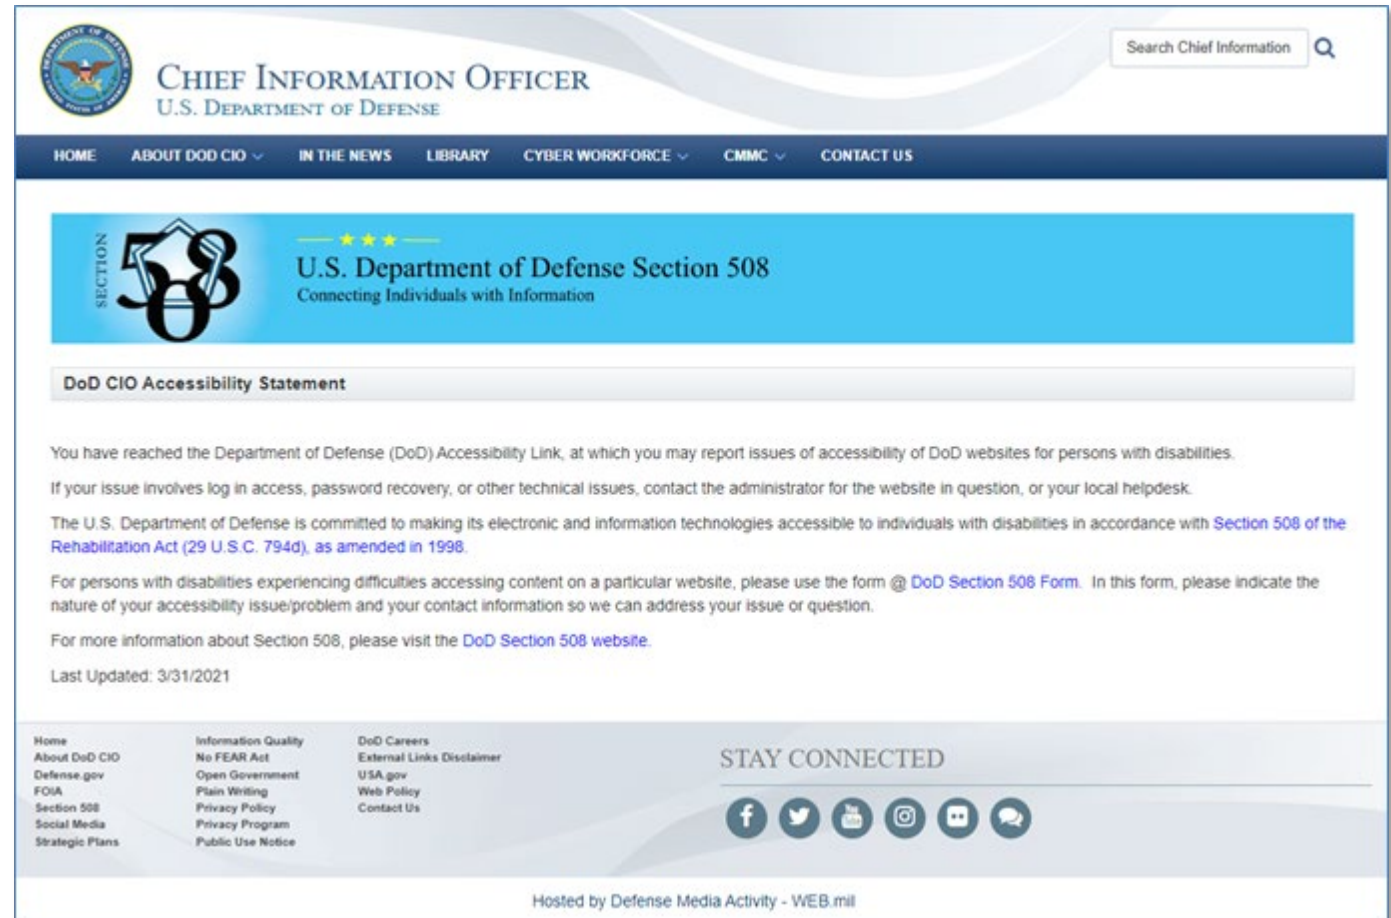 CHIEF INFORMATION OFFICER
U.S. DEPARTMENT OF DEFENSE
Search Chief Information
HOME ABOUT DOD CIO IN THE NEWS LIBRARY CYBER WORKFORCE CMMC CONTACT US
SECTION 508
U.S. Department of Defense Section 508
Connecting Individuals with Information
DoD CIO Accessibility Statement
You have reached the Department of Defense (DoD) Accessibility Link, at which you may report issues of accessibility of DoD websites for persons with disabilities.
If your issue involves log in access, password recovery, or other technical issues, contact the administrator for the website in question, or your local helpdesk.
The U.S. Department of Defense is committed to making its electronic and information technologies accessible to individuals with disabilities in accordance with Section 508 of the
Rehabilitation Act (29 U.S.C. 794d), as amended in 1998.
For persons with disabilities experiencing difficulties accessing content on a particular website, please use the form @ DoD Section 508 Form. In this form, please indicate the
nature of your accessibility issue/problem and your contact information so we can address your issue or question.
For more information about Section 508, please visit the DoD Section 508 website.
Last Updated: 3/31/2021
Home
About DoD CIO
Defense.gov
FOIA
Section 508
Social Media
Strategic Plans
Information Quality
No FEAR Act
Open Government
Plain Writing
Privacy Policy
Privacy Program
Public Use Notice
DoD Careers
External Links Disclaimer
USA.gov
Web Policy
Contact Us
STAY CONNECTED
Hosted by Defense Media Activity - WEB.mil